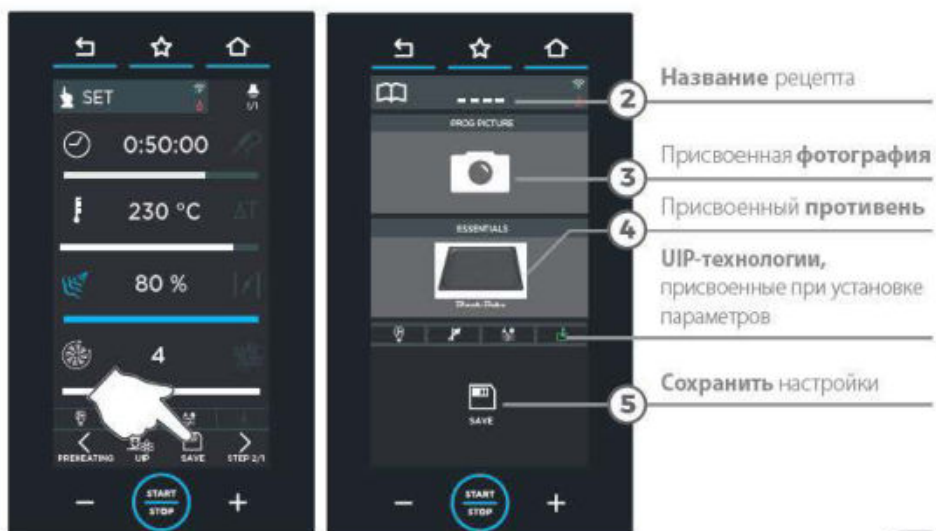 SET
1/1
0:50:00
230 °C
ΔT
80 %
4
PREHEATING
UIP
SAVE
STEP 2/1
−
START
STOP
+
----
PROG PICTURE
ESSENTIALS
SAVE
−
START
STOP
+
2
Название рецепта
3
Присвоенная фотография
4
Присвоенный противень
UIP-технологии,
присвоенные при установке
параметров
5
Сохранить настройки